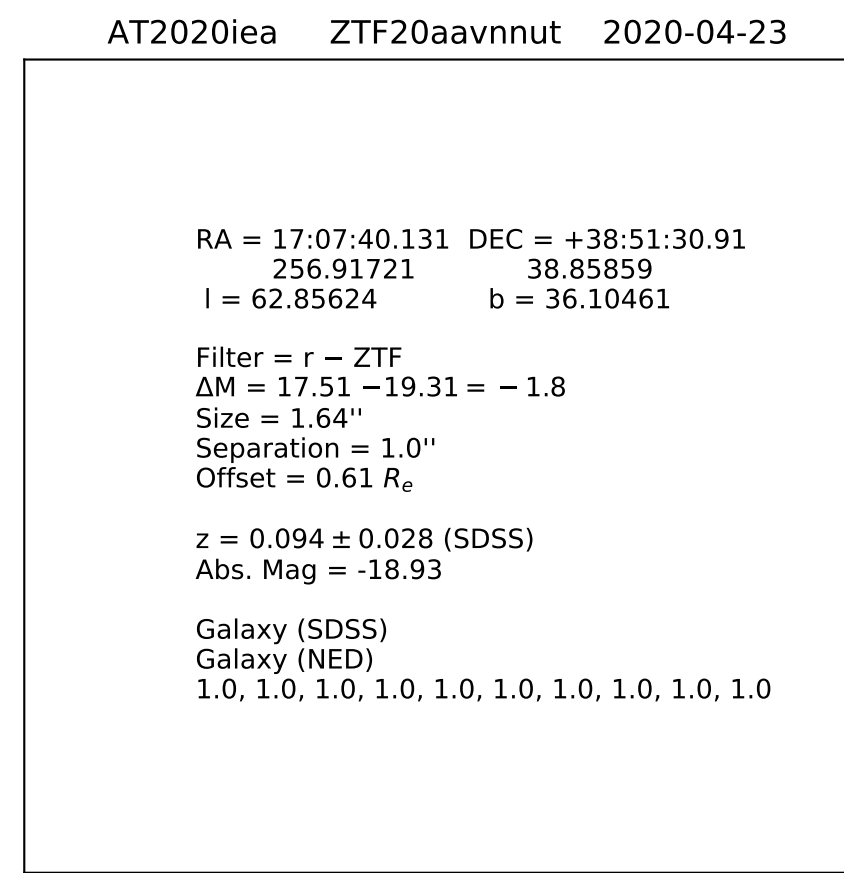 AT2020iea ZTF20aavnnut 2020-04-23
RA = 17:07:40.131 DEC = +38:51:30.91
256.91721 38.85859
l = 62.85624 b = 36.10461
Filter = r − ZTF
ΔM = 17.51 −19.31 = − 1.8
Size = 1.64''
Separation = 1.0''
Offset = 0.61 Rₑ
z = 0.094 ± 0.028 (SDSS)
Abs. Mag = -18.93
Galaxy (SDSS)
Galaxy (NED)
1.0, 1.0, 1.0, 1.0, 1.0, 1.0, 1.0, 1.0, 1.0, 1.0